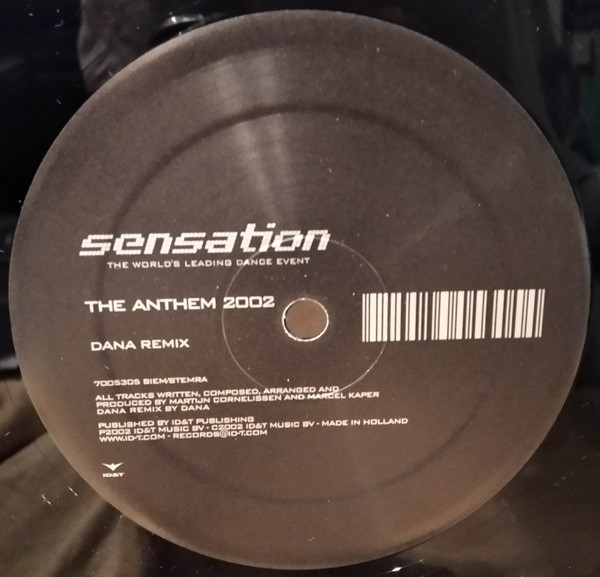 sensation
THE WORLD'S LEADING DANCE EVENT
THE ANTHEM 2002
DANA REMIX
7005305 BIEM/STEMRA
ALL TRACKS WRITTEN, COMPOSED, ARRANGED AND
PRODUCED BY MARTIJN CORNELISSEN AND MARCEL KAPER
DANA REMIX BY DANA
PUBLISHED BY ID&T PUBLISHING
P2002 ID&T MUSIC BV - C2002 ID&T MUSIC BV - MADE IN HOLLAND
WWW.ID-T.COM - RECORDS@ID-T.COM
ID&T